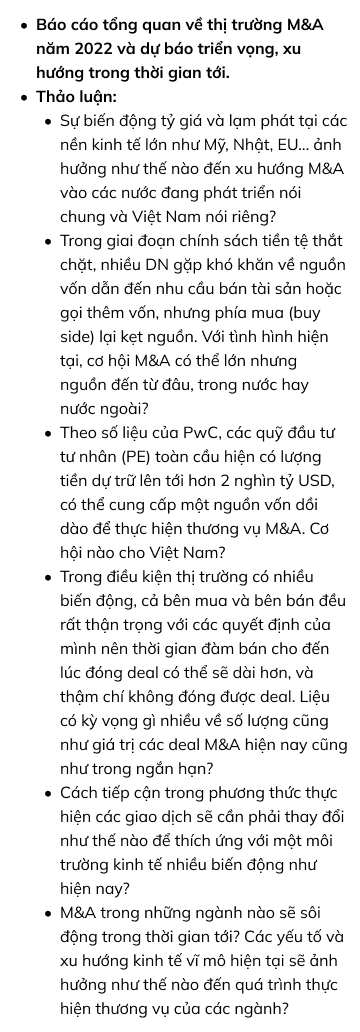 • Báo cáo tổng quan về thị trường M&A
năm 2022 và dự báo triển vọng, xu
hướng trong thời gian tới.
• Thảo luận:
• Sự biến động tỷ giá và lạm phát tại các
nền kinh tế lớn như Mỹ, Nhật, EU... ảnh
hưởng như thế nào đến xu hướng M&A
vào các nước đang phát triển nói
chung và Việt Nam nói riêng?
• Trong giai đoạn chính sách tiền tệ thắt
chặt, nhiều DN gặp khó khăn về nguồn
vốn dẫn đến nhu cầu bán tài sản hoặc
gọi thêm vốn, nhưng phía mua (buy
side) lại kẹt nguồn. Với tình hình hiện
tại, cơ hội M&A có thể lớn nhưng
nguồn đến từ đâu, trong nước hay
nước ngoài?
• Theo số liệu của PwC, các quỹ đầu tư
tư nhân (PE) toàn cầu hiện có lượng
tiền dự trữ lên tới hơn 2 nghìn tỷ USD,
có thể cung cấp một nguồn vốn dồi
dào để thực hiện thương vụ M&A. Cơ
hội nào cho Việt Nam?
• Trong điều kiện thị trường có nhiều
biến động, cả bên mua và bên bán đều
rất thận trọng với các quyết định của
mình nên thời gian đàm bán cho đến
lúc đóng deal có thể sẽ dài hơn, và
thậm chí không đóng được deal. Liệu
có kỳ vọng gì nhiều về số lượng cũng
như giá trị các deal M&A hiện nay cũng
như trong ngắn hạn?
• Cách tiếp cận trong phương thức thực
hiện các giao dịch sẽ cần phải thay đổi
như thế nào để thích ứng với một môi
trường kinh tế nhiều biến động như
hiện nay?
• M&A trong những ngành nào sẽ sôi
động trong thời gian tới? Các yếu tố và
xu hướng kinh tế vĩ mô hiện tại sẽ ảnh
hưởng như thế nào đến quá trình thực
hiện thương vụ của các ngành?